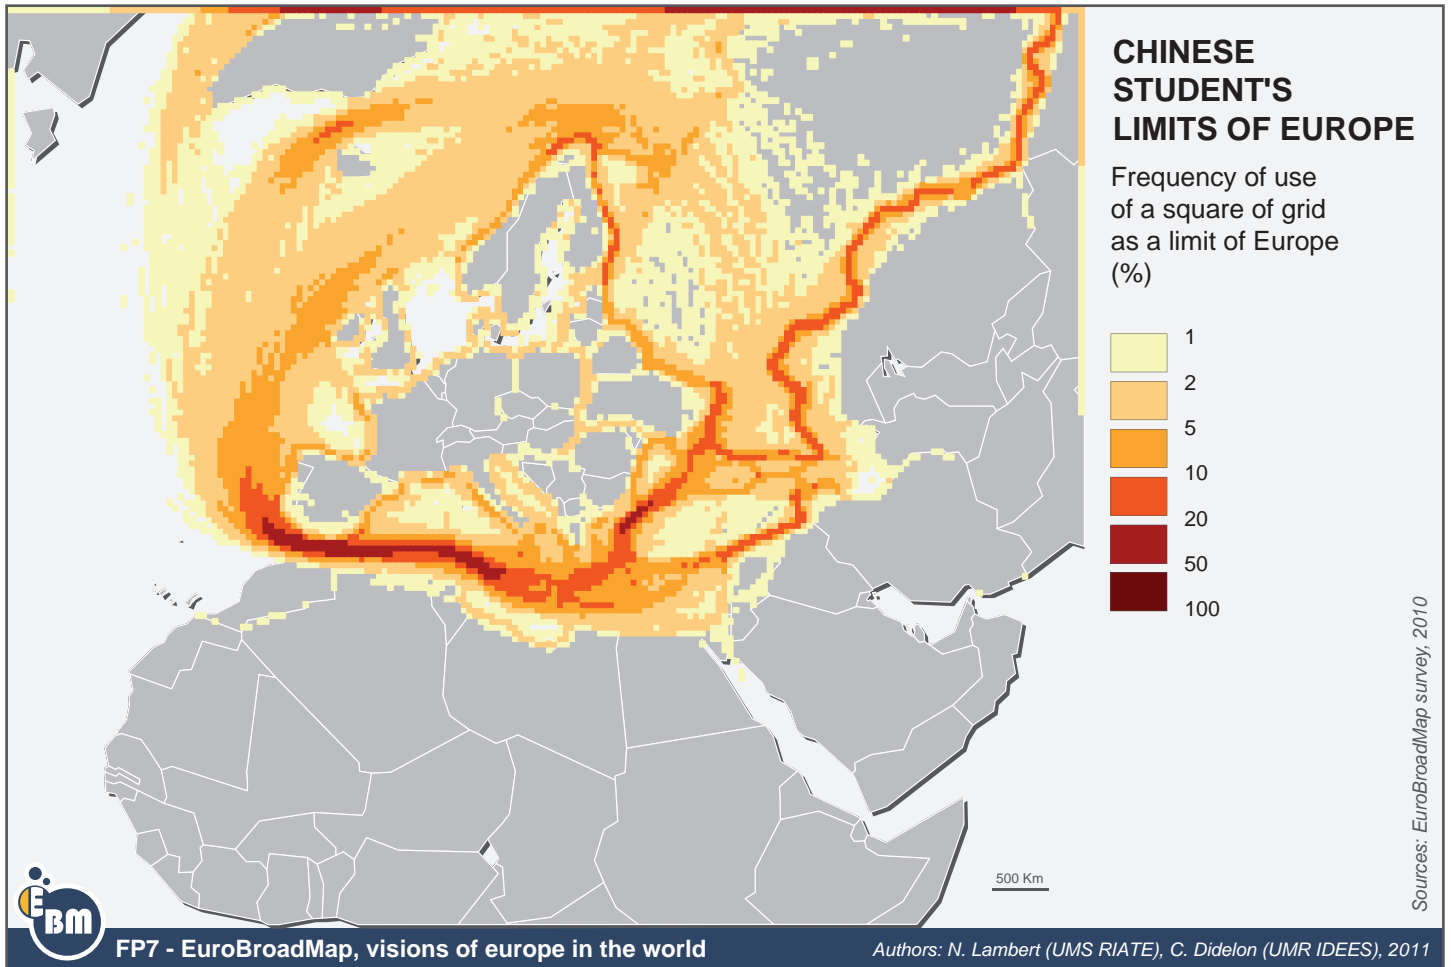 CHINESE
STUDENT'S
LIMITS OF EUROPE
Frequency of use
of a square of grid
as a limit of Europe
(%)
1
2
5
10
20
50
100
Sources: EuroBroadMap survey, 2010
500 Km
EBM
FP7 - EuroBroadMap, visions of europe in the world
Authors: N. Lambert (UMS RIATE), C. Didelon (UMR IDEES), 2011